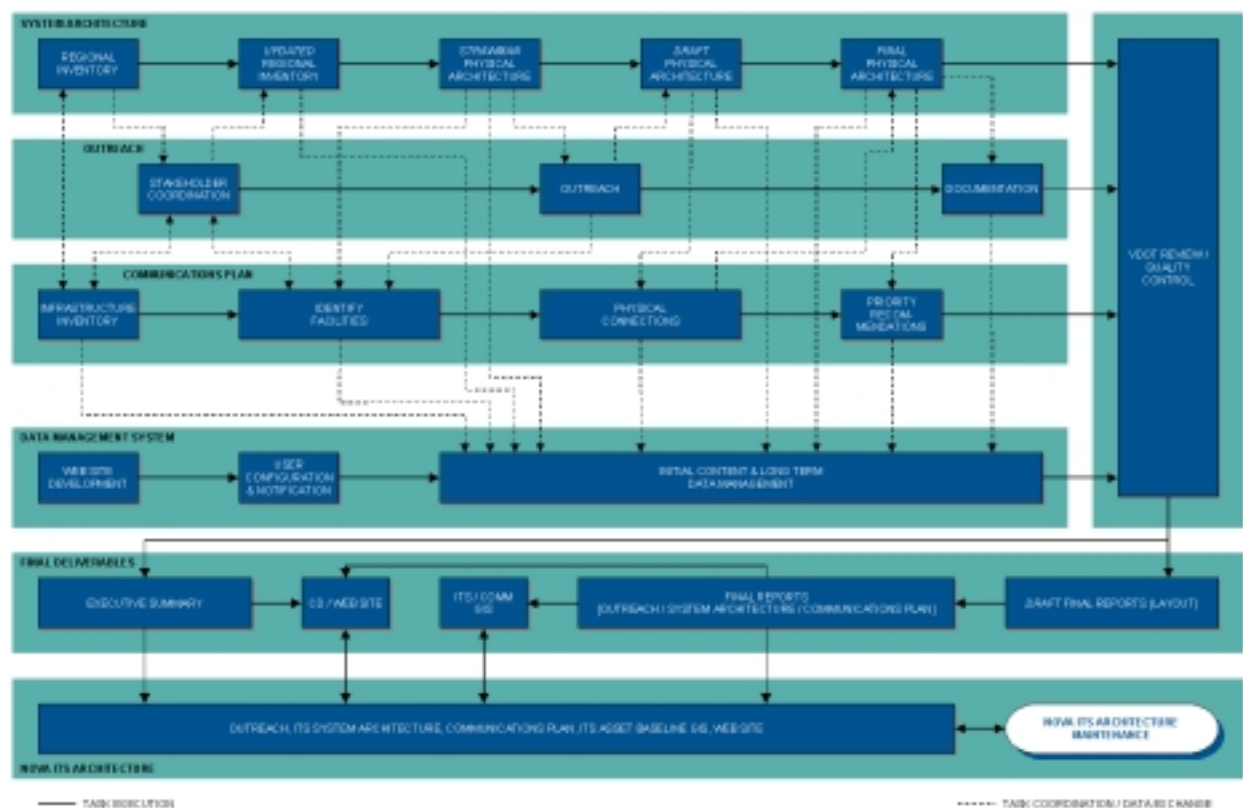 SYSTEM ARCHITECTURE
REGIONAL
INVENTORY
UPDATED
REGIONAL
INVENTORY
STRAWMAN
PHYSICAL
ARCHITECTURE
DRAFT
PHYSICAL
ARCHITECTURE
FINAL
PHYSICAL
ARCHITECTURE
OUTREACH
STAKEHOLDER
COORDINATION
OUTREACH
DOCUMENTATION
VDOT REVIEW /
QUALITY
CONTROL
COMMUNICATIONS PLAN
INFRASTRUCTURE
INVENTORY
IDENTIFY
FACILITIES
PHYSICAL
CONNECTIONS
PRIORITY
RECOM
MENDATIONS
DATA MANAGEMENT SYSTEM
WEB SITE
DEVELOPMENT
USER
CONFIGURATION
& NOTIFICATION
INITIAL CONTENT & LONG TERM
DATA MANAGEMENT
FINAL DELIVERABLES
EXECUTIVE SUMMARY
CD / WEB SITE
ITS / COMM
GIS
FINAL REPORTS
(OUTREACH / SYSTEM ARCHITECTURE / COMMUNICATIONS PLAN)
DRAFT FINAL REPORTS (LAYOUT)
OUTREACH, ITS SYSTEM ARCHITECTURE, COMMUNICATIONS PLAN, ITS ASSET BASELINE GIS, WEB SITE
NOVA ITS ARCHITECTURE
MAINTENANCE
NOVA ITS ARCHITECTURE
TASK EXECUTION
TASK COORDINATION / DATA EXCHANGE